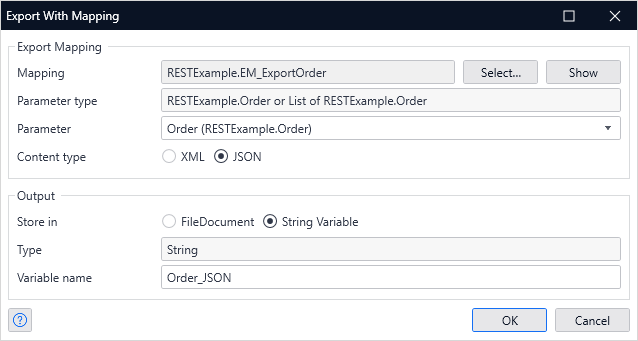 Export With Mapping
Export Mapping
Mapping RESTExample.EM_ExportOrder Select... Show
Parameter type RESTExample.Order or List of RESTExample.Order
Parameter Order (RESTExample.Order)
Content type XML JSON
Output
Store in FileDocument String Variable
Type String
Variable name Order_JSON
? OK Cancel